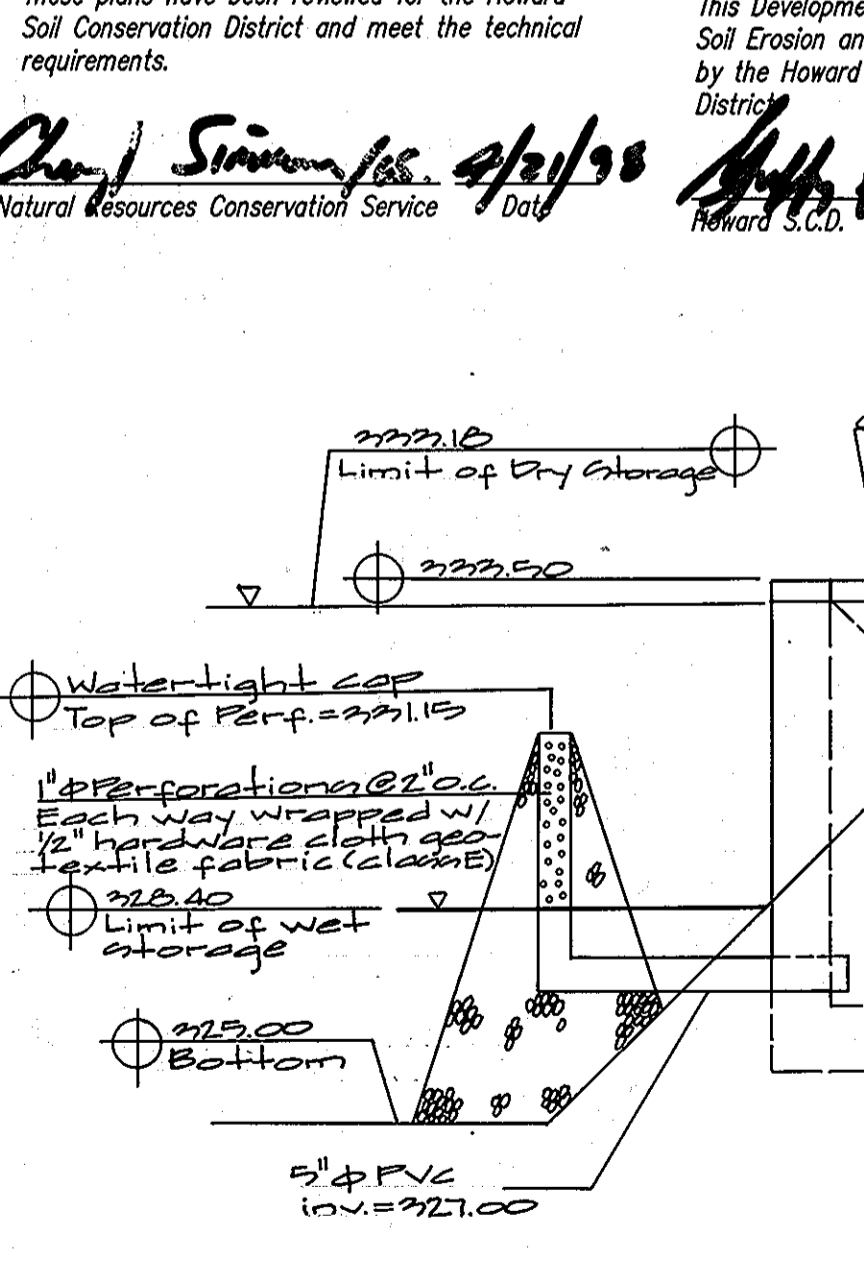 These plans have been reviewed for the Howard
Soil Conservation District and meet the technical
requirements.
This Developme
Soil Erosion an
by the Howard
District
4/21/98
Natural Resources Conservation Service
Date
Howard S.C.D.
333.18
Limit of Dry Storage
333.50
Watertight cap
Top of Perf.=331.15
1"ΦPerforations@2"o.c.
Each way wrapped w/
1/2" hardware cloth geo-
textile fabric (classE)
328.40
Limit of wet
storage
325.00
Bottom
5"Φ PVC
inv.=327.00